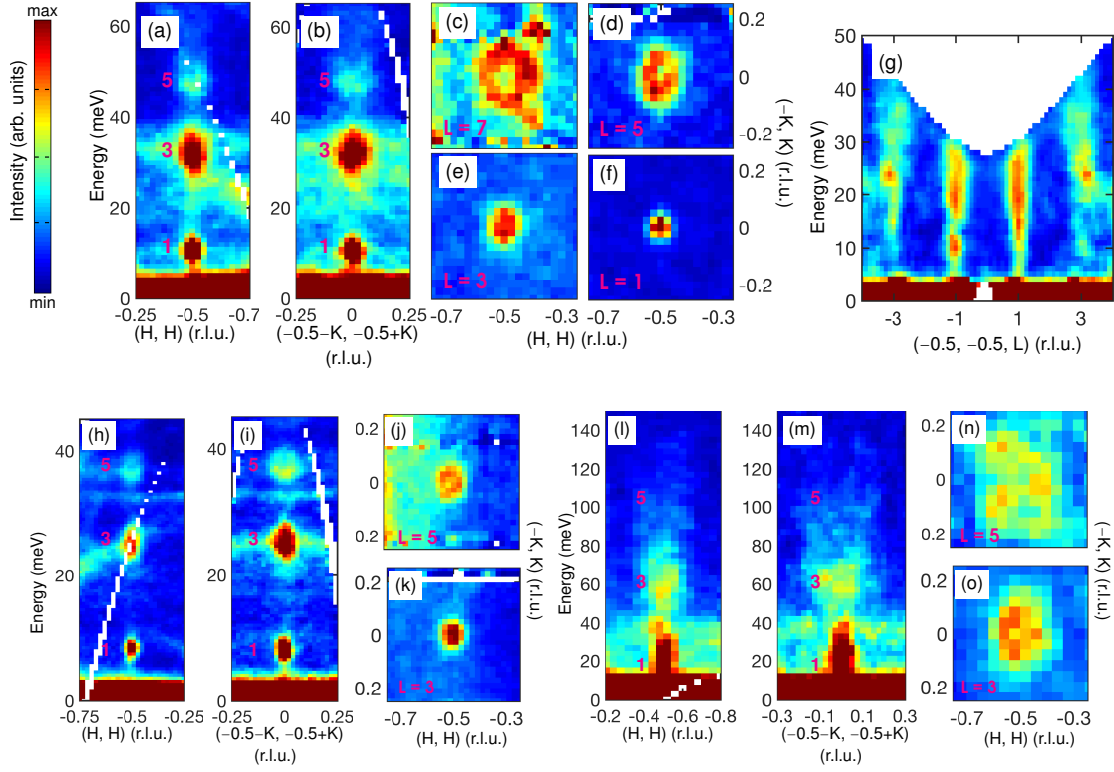 max
Intensity (arb. units)
min
(a)
5
3
1
Energy (meV)
60
40
20
0
-0.25 -0.5 -0.75
(H, H) (r.l.u.)
(b)
5
3
1
60
40
20
0
-0.25 0 0.25
(−0.5−K, −0.5+K)
(r.l.u.)
(c)
L = 7
(d)
L = 5
0.2
0
-0.2
(e)
L = 3
-0.7 -0.5 -0.3
(f)
L = 1
0.2
0
-0.2
-0.7 -0.5 -0.3
(H, H) (r.l.u.)
(−K, K) (r.l.u.)
(g)
Energy (meV)
50
40
30
20
10
0
-3 -1 1 3
(−0.5, −0.5, L) (r.l.u.)
(h)
5
3
1
Energy (meV)
40
20
0
-0.75 -0.5 -0.25
(H, H) (r.l.u.)
(i)
5
3
1
40
20
0
-0.25 0 0.25
(−0.5−K, −0.5+K)
(r.l.u.)
(j)
L = 5
0.2
0
-0.2
(k)
L = 3
0.2
0
-0.2
-0.7 -0.5 -0.3
(H, H) (r.l.u.)
(−K, K) (r.l.u.)
(l)
5
3
1
Energy (meV)
140
120
100
80
60
40
20
0
-0.2 -0.4 -0.6 -0.8
(H, H) (r.l.u.)
(m)
5
3
1
140
120
100
80
60
40
20
0
-0.3 -0.1 0.1 0.3
(−0.5−K, −0.5+K)
(r.l.u.)
(n)
L = 5
0.2
0
0.2
(o)
L = 3
0.2
0
0.2
-0.7 -0.5 -0.3
(H, H) (r.l.u.)
(−K, K) (r.l.u.)